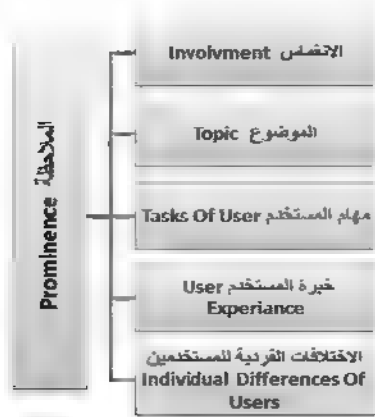 الملاحظة Prominence
الانغماس Involvment
الموضوع Topic
مهام المستخدم Tasks Of User
خبرة المستخدم User
Experiance
الاختلافات الفردية للمستخدمين
Individual Differences Of
Users